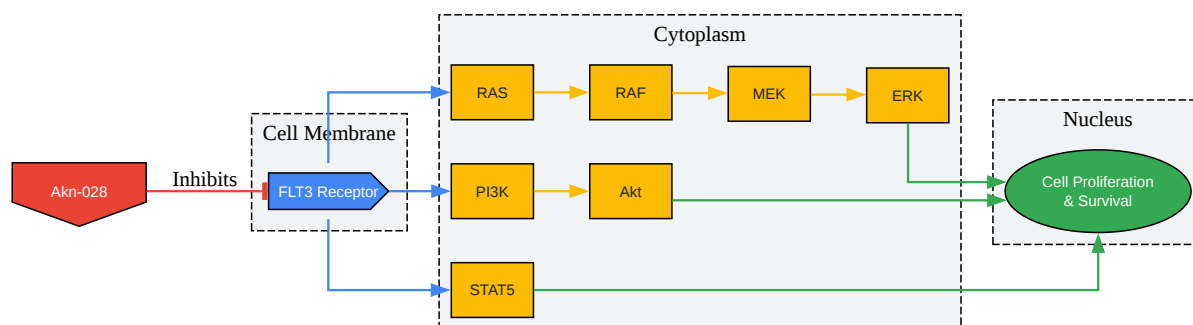 Cytoplasm
RAS
RAF
MEK
ERK
Cell Membrane
Nucleus
Akn-028
Inhibits
FLT3 Receptor
PI3K
Akt
Cell Proliferation
& Survival
STAT5